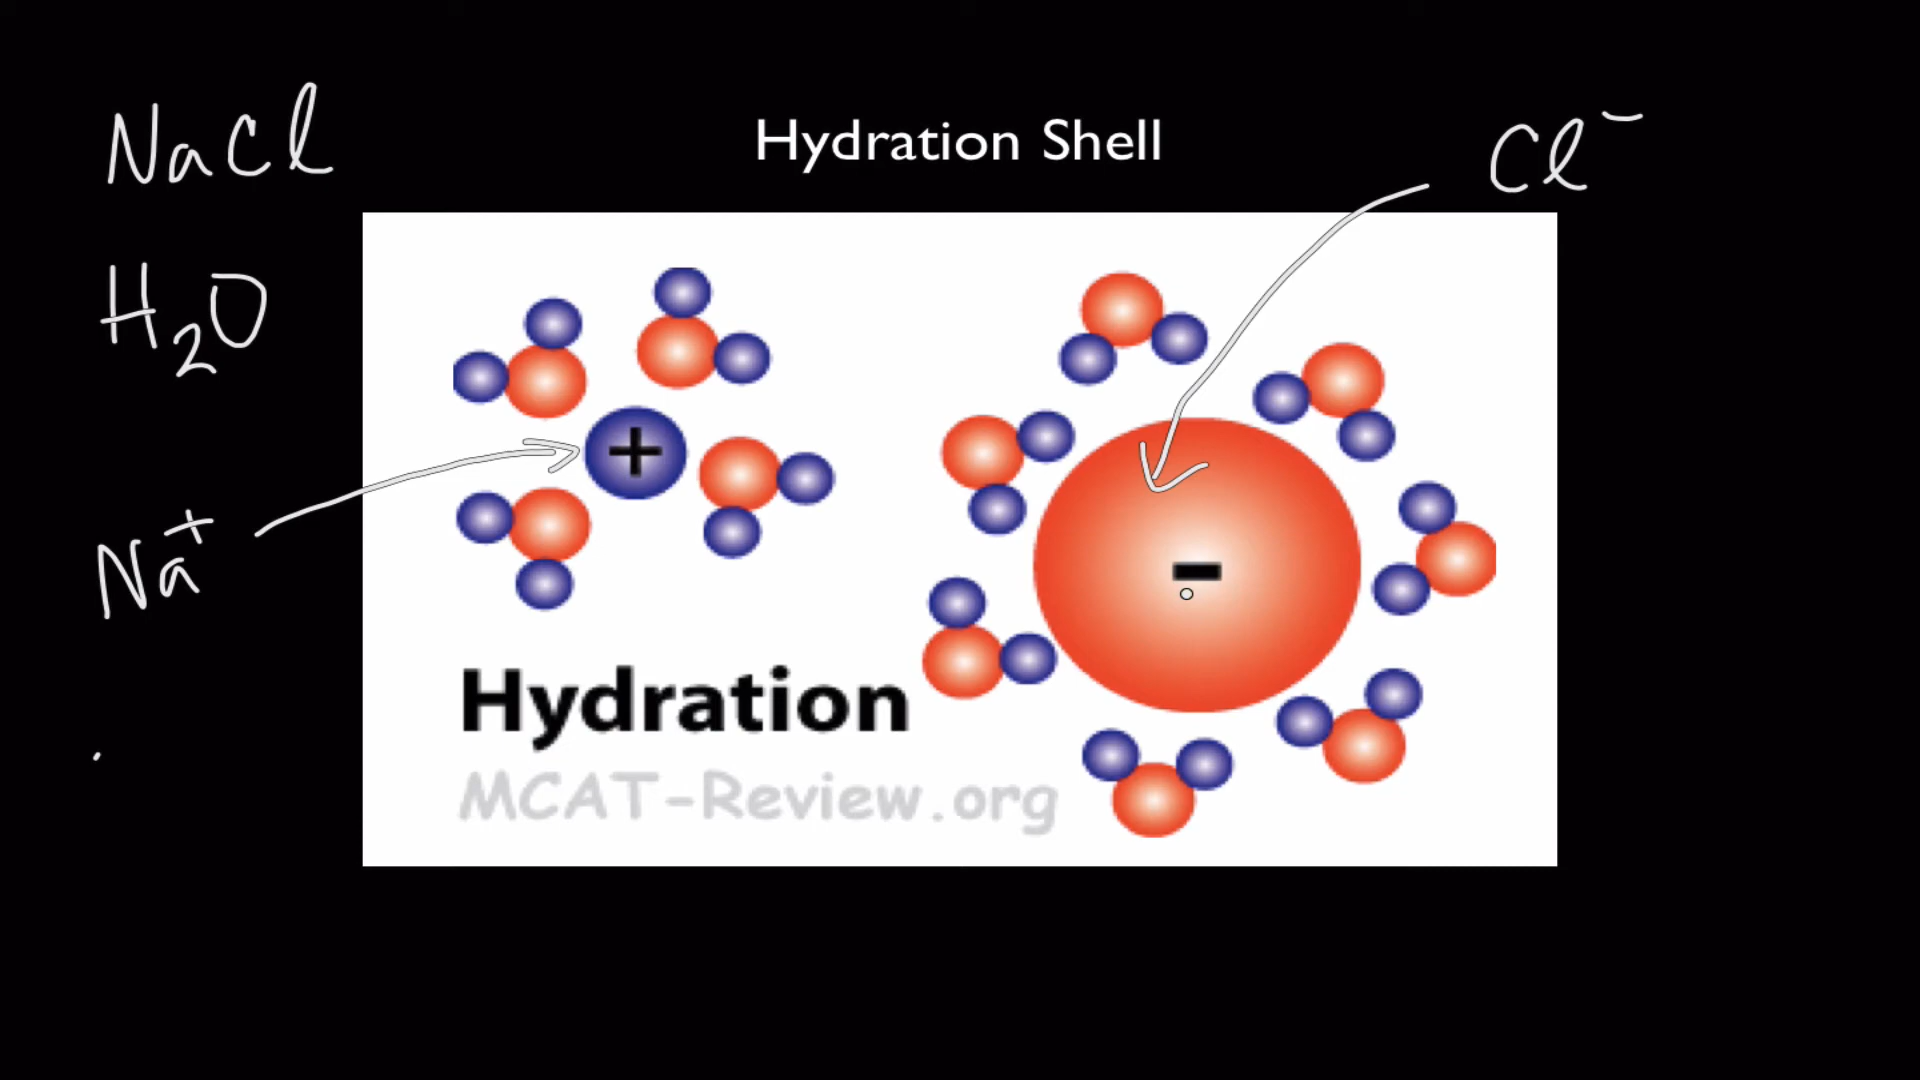 NaCl
Hydration Shell
Cl⁻
H₂O
+
Na⁺
-
Hydration
MCAT-Review.org